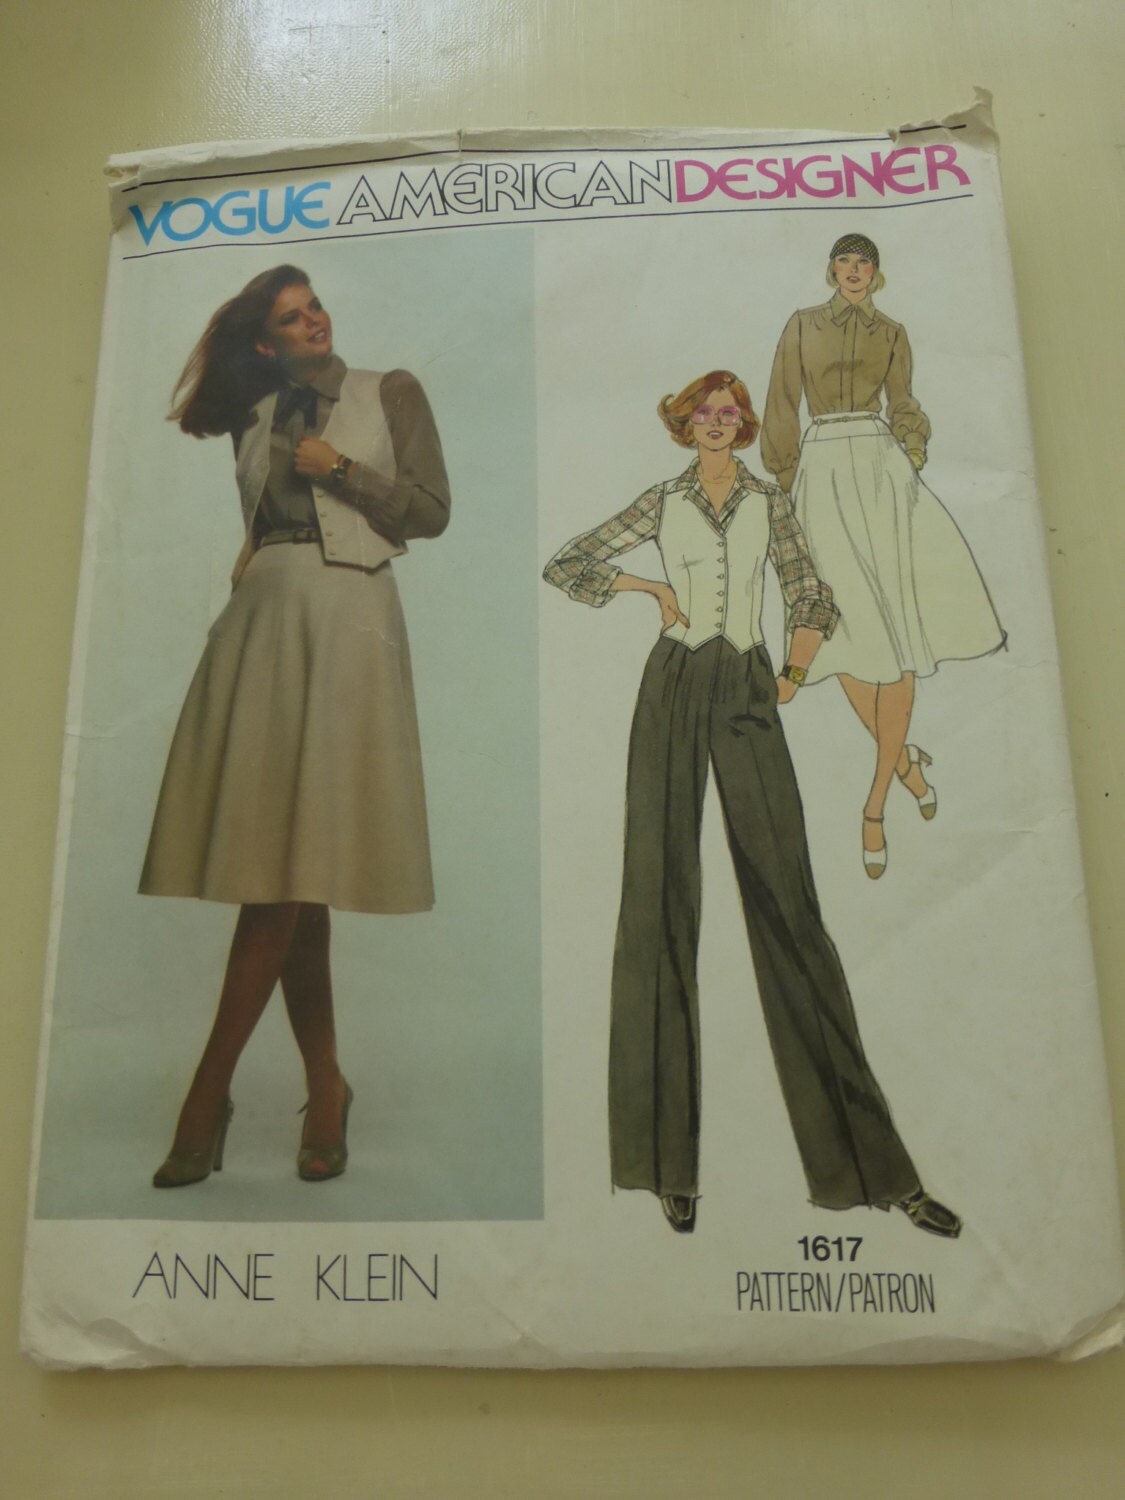 VOGUE AMERICAN DESIGNER
ANNE KLEIN
1617
PATTERN/PATRON